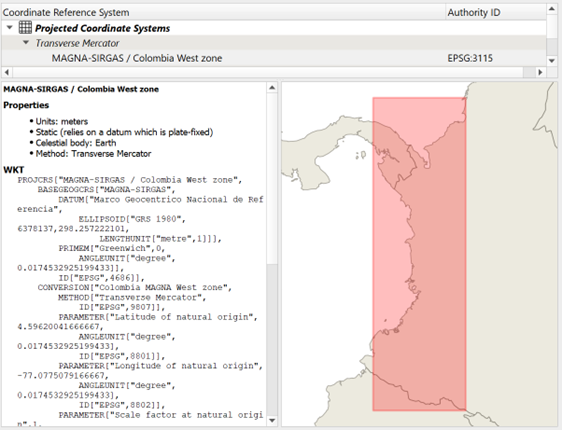 Coordinate Reference System Authority ID
Projected Coordinate Systems
Transverse Mercator
MAGNA-SIRGAS / Colombia West zone EPSG:3115
MAGNA-SIRGAS / Colombia West zone
Properties
• Units: meters
• Static (relies on a datum which is plate-fixed)
• Celestial body: Earth
• Method: Transverse Mercator
WKT
PROJCRS["MAGNA-SIRGAS / Colombia West zone",
BASEGEOGCRS["MAGNA-SIRGAS",
DATUM["Marco Geocentrico Nacional de Ref
erencia",
ELLIPSOID["GRS 1980",
6378137,298.257222101,
LENGTHUNIT["metre",1]]],
PRIMEM["Greenwich",0,
ANGLEUNIT["degree",
0.0174532925199433]],
ID["EPSG",4686]],
CONVERSION["Colombia MAGNA West zone",
METHOD["Transverse Mercator",
ID["EPSG",9807]],
PARAMETER["Latitude of natural origin",
4.59620041666667,
ANGLEUNIT["degree",
0.0174532925199433],
ID["EPSG",8801]],
PARAMETER["Longitude of natural origin",
-77.0775079166667,
ANGLEUNIT["degree",
0.0174532925199433],
ID["EPSG",8802]],
PARAMETER["Scale factor at natural origi
n",1,